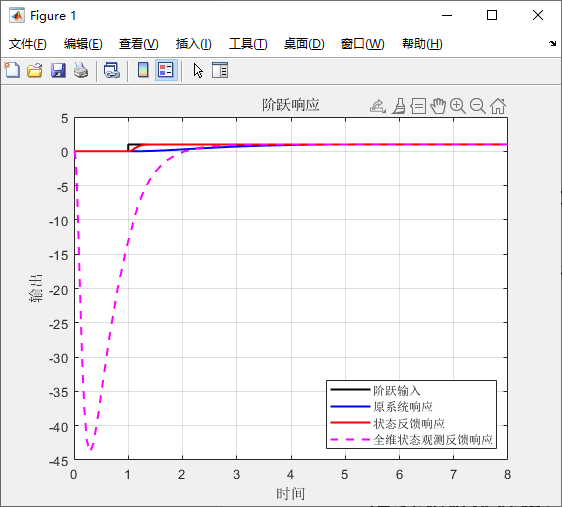 Figure 1
文件(F) 编辑(E) 查看(V) 插入(I) 工具(T) 桌面(D) 窗口(W) 帮助(H)
阶跃响应
5
0
-5
-10
-15
-20
-25
-30
-35
-40
-45
输出
阶跃输入
原系统响应
状态反馈响应
全维状态观测反馈响应
0 1 2 3 4 5 6 7 8
时间